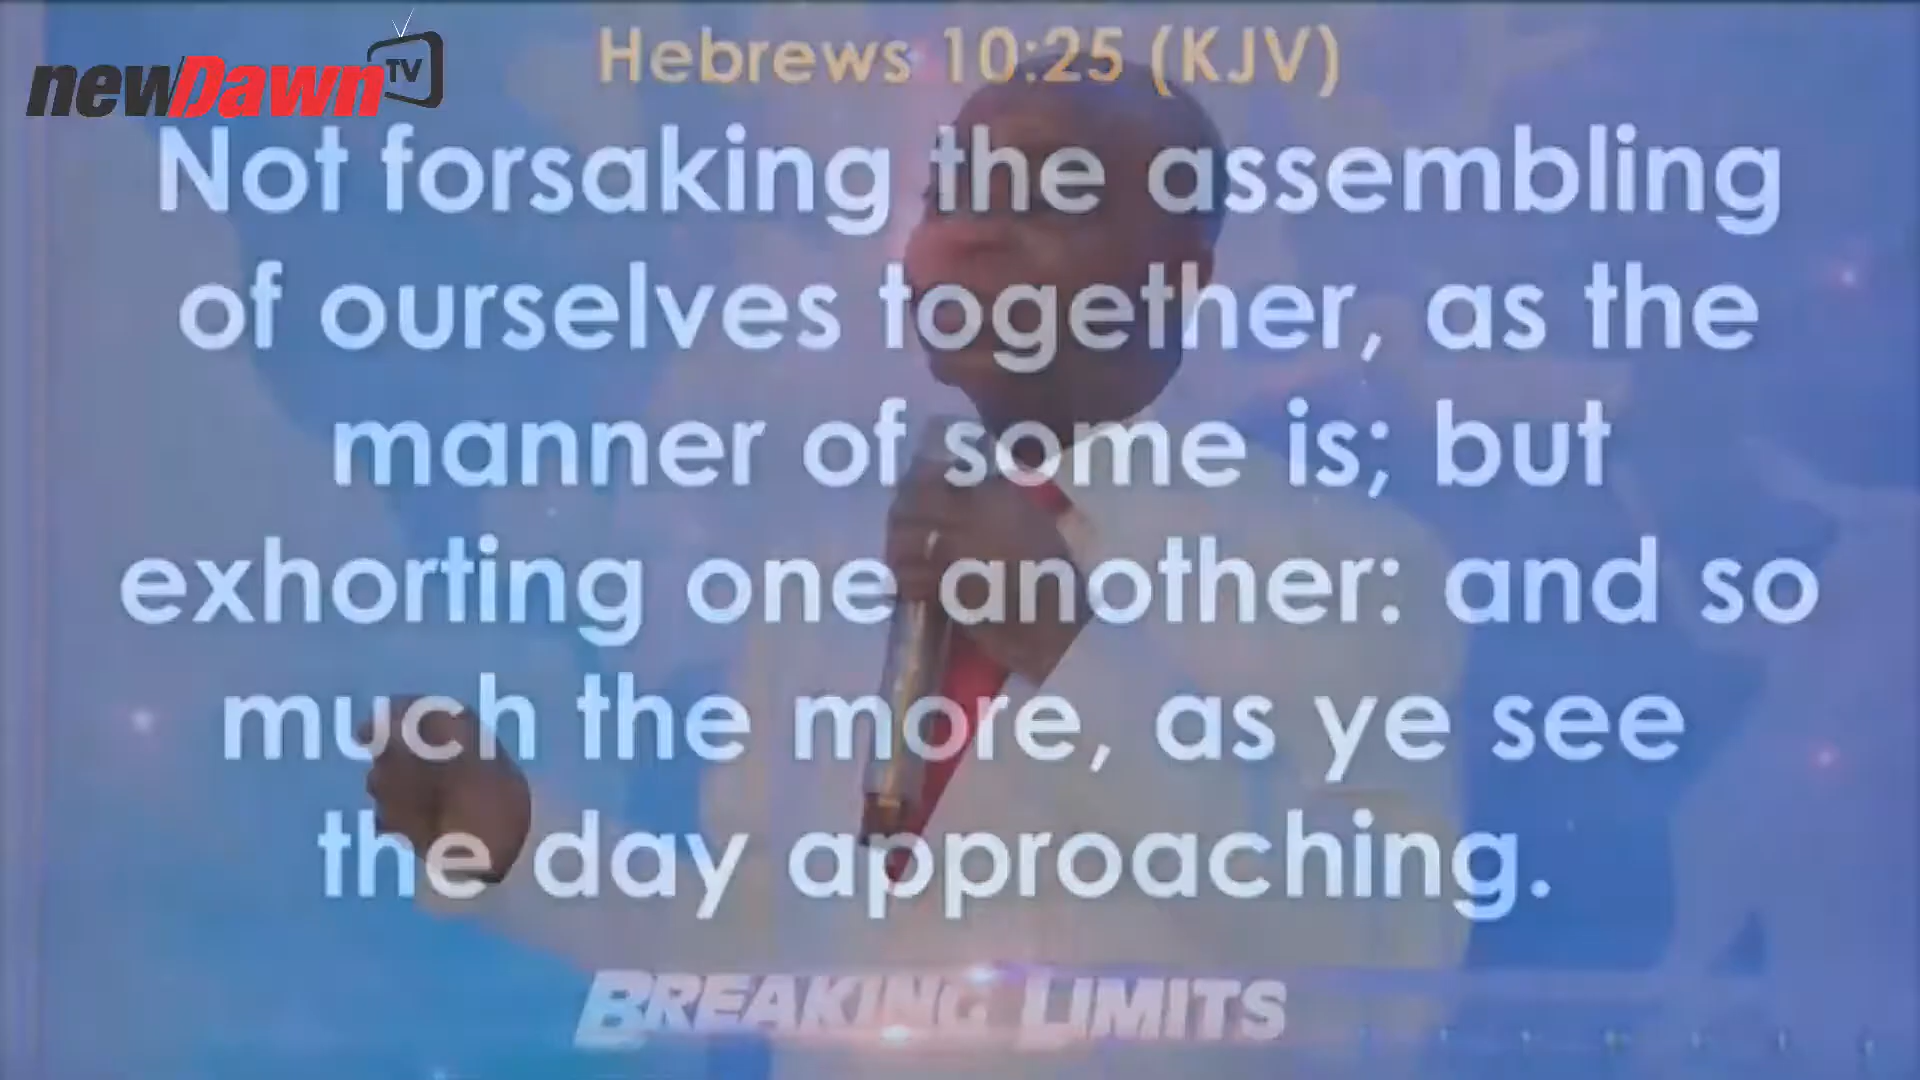 newDawn TV
Hebrews 10:25 (KJV)
Not forsaking the assembling
of ourselves together, as the
manner of some is; but
exhorting one another: and so
much the more, as ye see
the day approaching.
BREAKING LIMITS